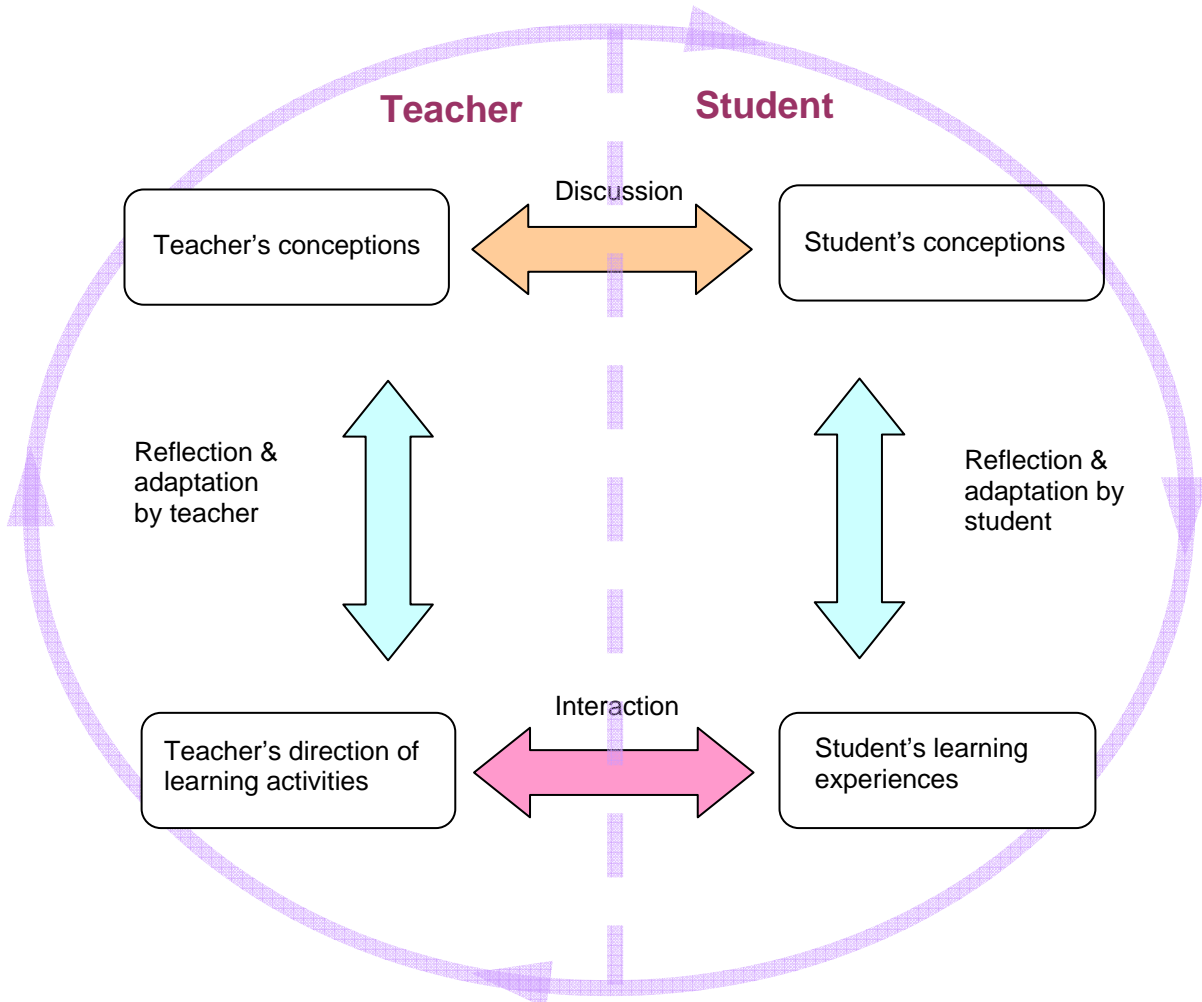 Teacher
Student
Discussion
Teacher’s conceptions
Student’s conceptions
Reflection &
adaptation
by teacher
Reflection &
adaptation by
student
Interaction
Teacher’s direction of
learning activities
Student’s learning
experiences